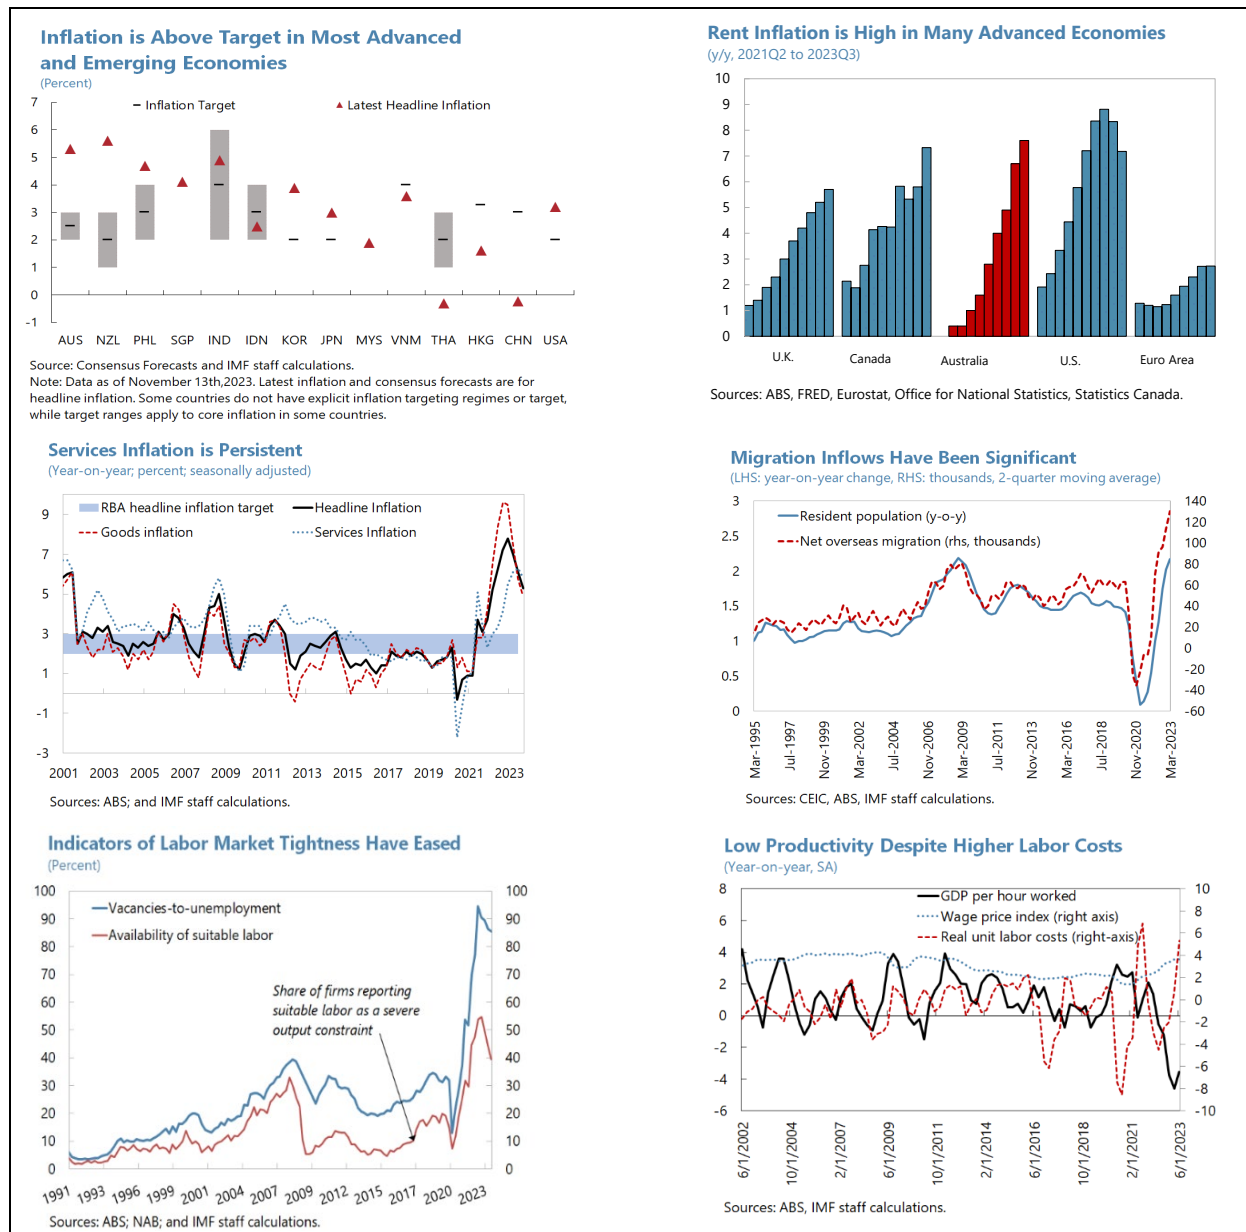 Inflation is Above Target in Most Advanced
and Emerging Economies
(Percent)
7
6
5
4
3
2
1
0
-1
Inflation Target
Latest Headline Inflation
AUS NZL PHL SGP IND IDN KOR JPN MYS VNM THA HKG CHN USA
Source: Consensus Forecasts and IMF staff calculations.
Note: Data as of November 13th,2023. Latest inflation and consensus forecasts are for
headline inflation. Some countries do not have explicit inflation targeting regimes or target,
while target ranges apply to core inflation in some countries.
Rent Inflation is High in Many Advanced Economies
(y/y, 2021Q2 to 2023Q3)
10
9
8
7
6
5
4
3
2
1
0
U.K. Canada Australia U.S. Euro Area
Sources: ABS, FRED, Eurostat, Office for National Statistics, Statistics Canada.
Services Inflation is Persistent
(Year-on-year; percent; seasonally adjusted)
9
7
5
3
1
-1
-3
RBA headline inflation target
Headline Inflation
Goods inflation
Services Inflation
2001 2003 2005 2007 2009 2011 2013 2015 2017 2019 2021 2023
Sources: ABS; and IMF staff calculations.
Migration Inflows Have Been Significant
(LHS: year-on-year change, RHS: thousands, 2-quarter moving average)
3
2.5
2
1.5
1
0.5
0
Resident population (y-o-y)
Net overseas migration (rhs, thousands)
140
120
100
80
60
40
20
0
-20
-40
-60
Mar-1995
Jul-1997
Nov-1999
Mar-2002
Jul-2004
Nov-2006
Mar-2009
Jul-2011
Nov-2013
Mar-2016
Jul-2018
Nov-2020
Mar-2023
Sources: CEIC, ABS, IMF staff calculations.
Indicators of Labor Market Tightness Have Eased
(Percent)
100
90
80
70
60
50
40
30
20
10
0
Vacancies-to-unemployment
Availability of suitable labor
Share of firms reporting
suitable labor as a severe
output constraint
100
90
80
70
60
50
40
30
20
10
0
1991 1993 1996 1999 2001 2004 2007 2009 2012 2015 2017 2020 2023
Sources: ABS; NAB; and IMF staff calculations.
Low Productivity Despite Higher Labor Costs
(Year-on-year, SA)
8
6
4
2
0
-2
-4
-6
GDP per hour worked
Wage price index (right axis)
Real unit labor costs (right-axis)
10
8
6
4
2
0
-2
-4
-6
-8
-10
6/1/2002
10/1/2004
2/1/2007
6/1/2009
10/1/2011
2/1/2014
6/1/2016
10/1/2018
2/1/2021
6/1/2023
Sources: ABS, IMF staff calculations.